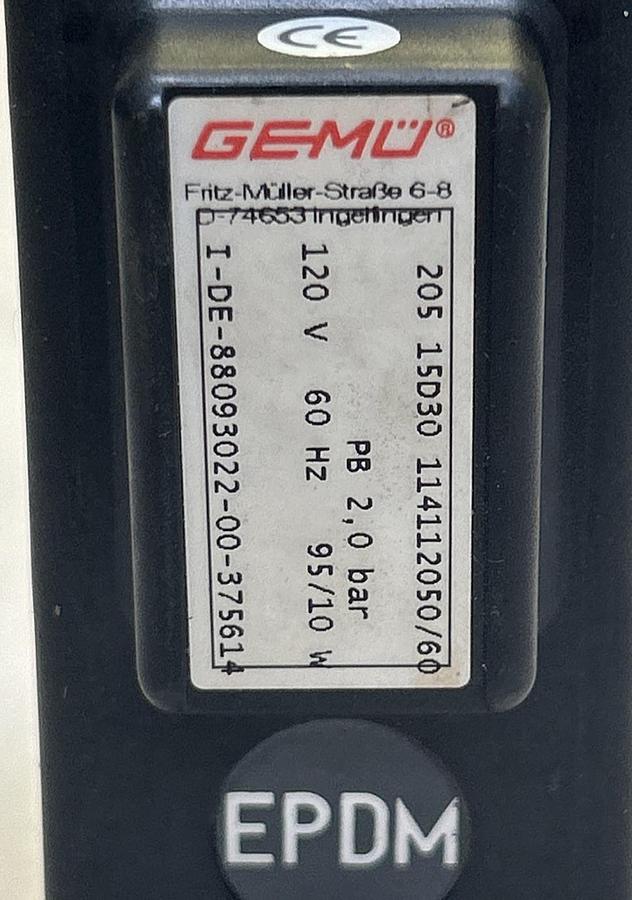 CE
GEMÜ®
Fritz-Müller-Straße 6-8
D-74653 Ingelfingen
205 15D30 114112050/60
PB 2,0 bar
120 V 60 Hz 95/10 W
I-DE-88093022-00-375614
EPDM